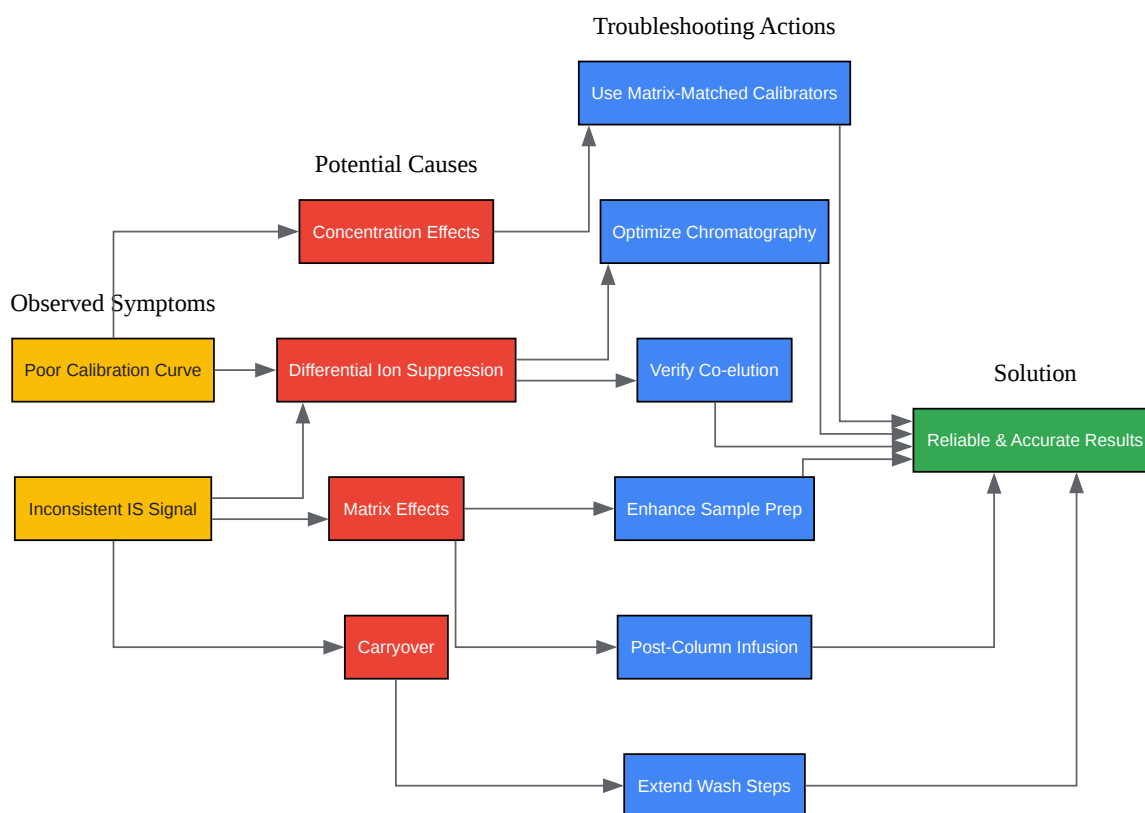 Troubleshooting Actions
Use Matrix-Matched Calibrators
Potential Causes
Concentration Effects
Optimize Chromatography
Observed Symptoms
Poor Calibration Curve
Differential Ion Suppression
Verify Co-elution
Solution
Reliable & Accurate Results
Inconsistent IS Signal
Matrix Effects
Enhance Sample Prep
Carryover
Post-Column Infusion
Extend Wash Steps